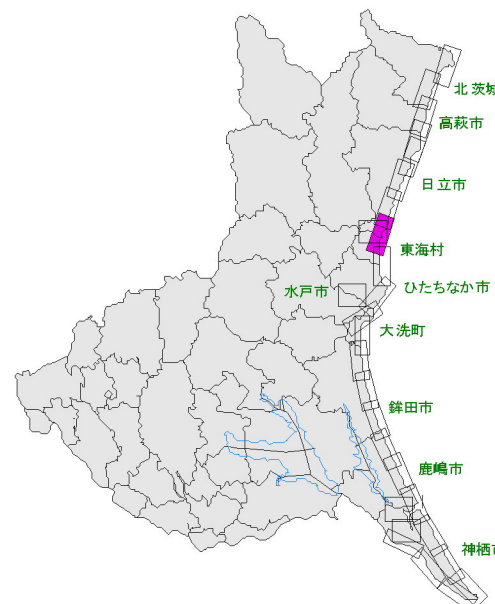 北茨城
高萩市
日立市
東海村
ひたちなか市
水戸市
大洗町
鉾田市
鹿嶋市
神栖市